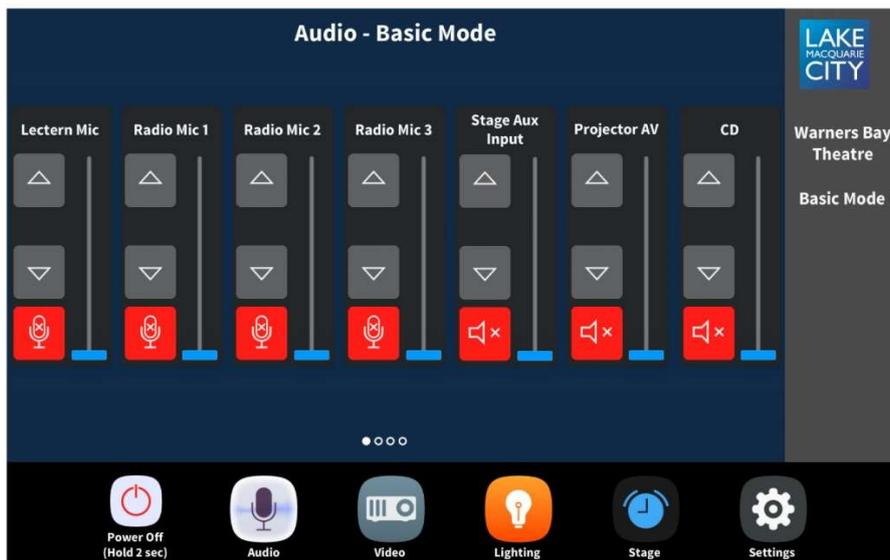 Audio - Basic Mode
LAKE
MACQUARIE
CITY
Lectern Mic
Radio Mic 1
Radio Mic 2
Radio Mic 3
Stage Aux
Input
Projector AV
CD
Warners Bay
Theatre
Basic Mode
Power Off
(Hold 2 sec)
Audio
Video
Lighting
Stage
Settings